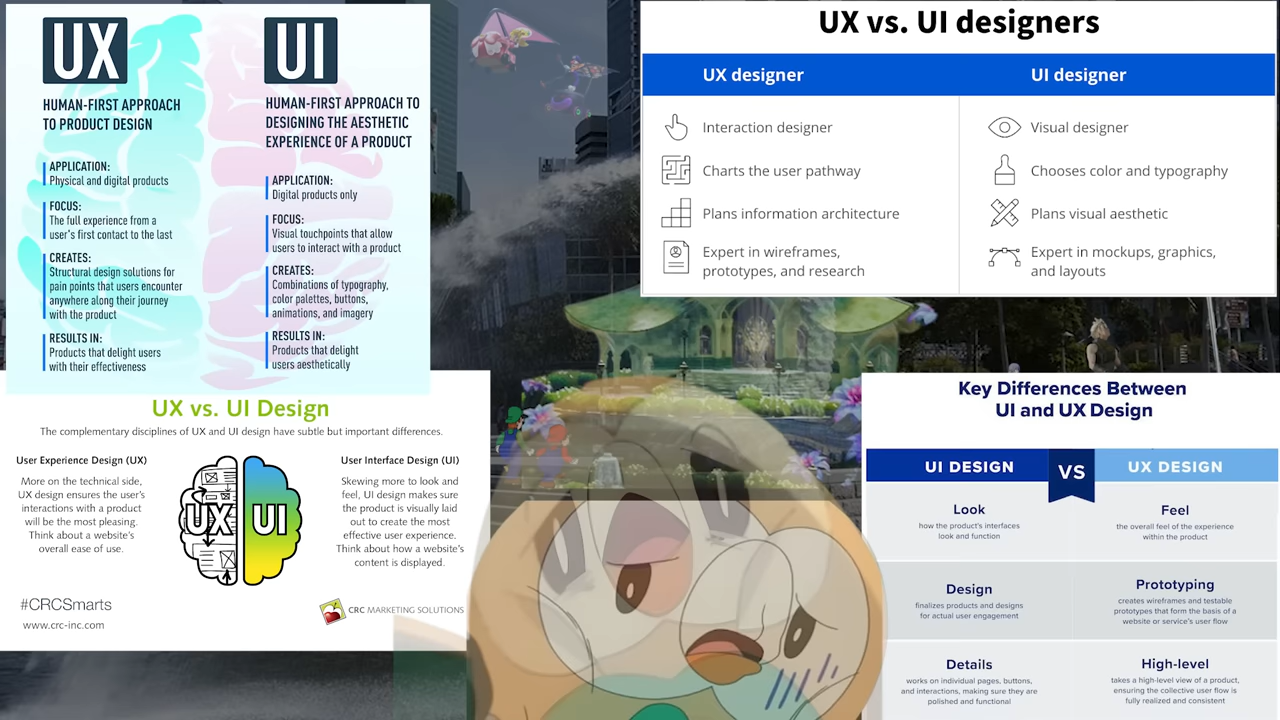 UX
HUMAN-FIRST APPROACH
TO PRODUCT DESIGN
APPLICATION:
Physical and digital products
FOCUS:
The full experience from a
user's first contact to the last
CREATES:
Structural design solutions for
pain points that users encounter
anywhere along their journey
with the product
RESULTS IN:
Products that delight users
with their effectiveness
UI
HUMAN-FIRST APPROACH TO
DESIGNING THE AESTHETIC
EXPERIENCE OF A PRODUCT
APPLICATION:
Digital products only
FOCUS:
Visual touchpoints that allow
users to interact with a product
CREATES:
Combinations of typography,
color palettes, buttons,
animations, and imagery
RESULTS IN:
Products that delight
users aesthetically
UX vs. UI designers
UX designer
UI designer
Interaction designer
Visual designer
Charts the user pathway
Chooses color and typography
Plans information architecture
Plans visual aesthetic
Expert in wireframes,
prototypes, and research
Expert in mockups, graphics,
and layouts
UX vs. UI Design
The complementary disciplines of UX and UI design have subtle but important differences.
User Experience Design (UX)
More on the technical side,
UX design ensures the user's
interactions with a product
will be the most pleasing.
Think about a website's
overall ease of use.
UX UI
User Interface Design (UI)
Skewing more to look and
feel, UI design makes sure
the product is visually laid
out to create the most
effective user experience.
Think about how a website's
content is displayed.
#CRCSmarts
www.crc-inc.com
CRC MARKETING SOLUTIONS
Key Differences Between
UI and UX Design
UI DESIGN VS UX DESIGN
Look
how the product's interfaces
look and function
Feel
the overall feel of the experience
within the product
Design
finalizes products and designs
for actual user engagement
Prototyping
creates wireframes and testable
prototypes that form the basis of a
website or service's user flow
Details
works on individual pages, buttons,
and interactions, making sure they are
polished and functional
High-level
takes a high-level view of a product,
ensuring the collective user flow is
fully realized and consistent